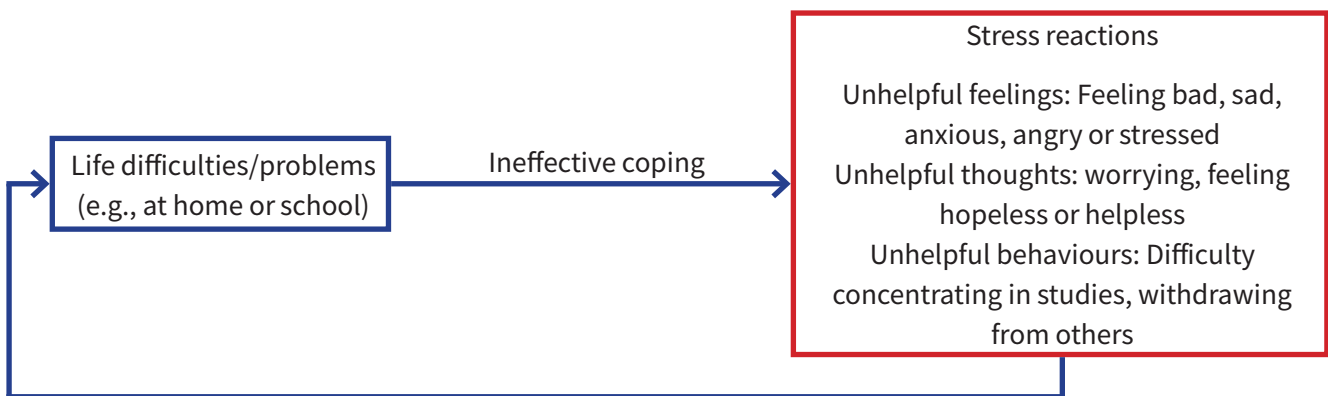 Life difficulties/problems
(e.g., at home or school)
Ineffective coping
Stress reactions
Unhelpful feelings: Feeling bad, sad,
anxious, angry or stressed
Unhelpful thoughts: worrying, feeling
hopeless or helpless
Unhelpful behaviours: Difficulty
concentrating in studies, withdrawing
from others